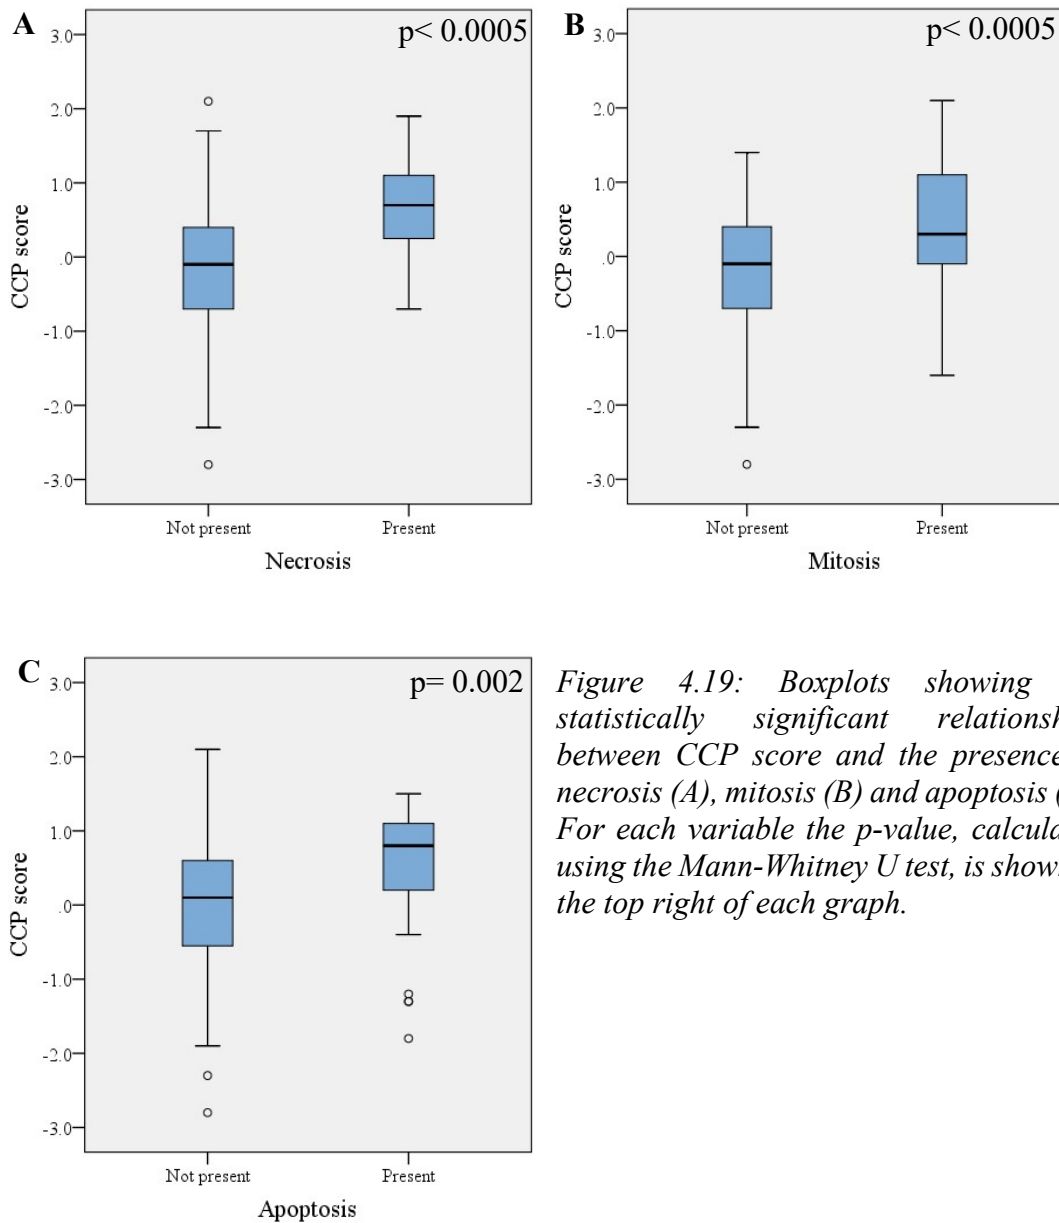 A
p< 0.0005
3.0
2.0
1.0
.0
-1.0
-2.0
-3.0
CCP score
Not present
Present
Necrosis
B
p< 0.0005
3.0
2.0
1.0
.0
-1.0
-2.0
-3.0
CCP score
Not present
Present
Mitosis
C
p= 0.002
3.0
2.0
1.0
.0
-1.0
-2.0
-3.0
CCP score
Not present
Present
Apoptosis
Figure 4.19: Boxplots showing
statistically significant relationsh
between CCP score and the presence
necrosis (A), mitosis (B) and apoptosis (
For each variable the p-value, calcula
using the Mann-Whitney U test, is show
the top right of each graph.